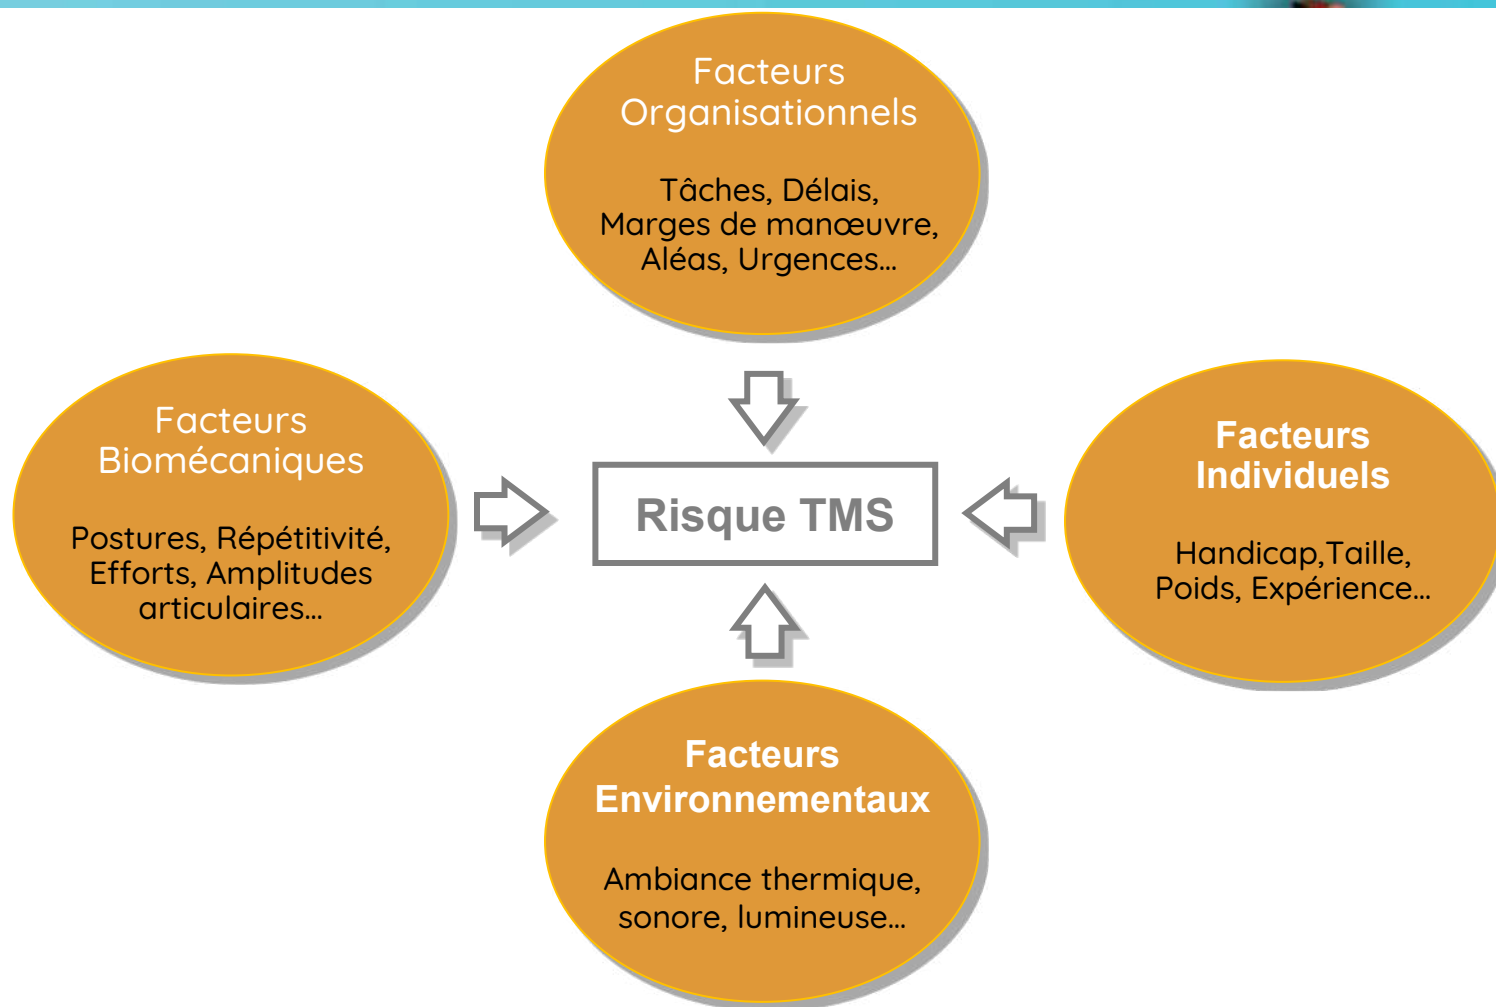 Facteurs
Organisationnels
Tâches, Délais,
Marges de manœuvre,
Aléas, Urgences...
Facteurs
Biomécaniques
Postures, Répétitivité,
Efforts, Amplitudes
articulaires...
Risque TMS
Facteurs
Individuels
Handicap,Taille,
Poids, Expérience...
Facteurs
Environnementaux
Ambiance thermique,
sonore, lumineuse...